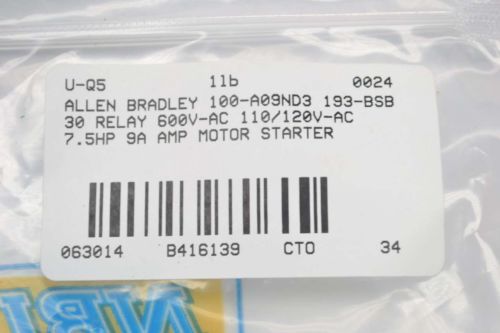 U-Q5 1lb 0024
ALLEN BRADLEY 100-A09ND3 193-BSB
30 RELAY 600V-AC 110/120V-AC
7.5HP 9A AMP MOTOR STARTER
063014 B416139 CTO 34
NBI